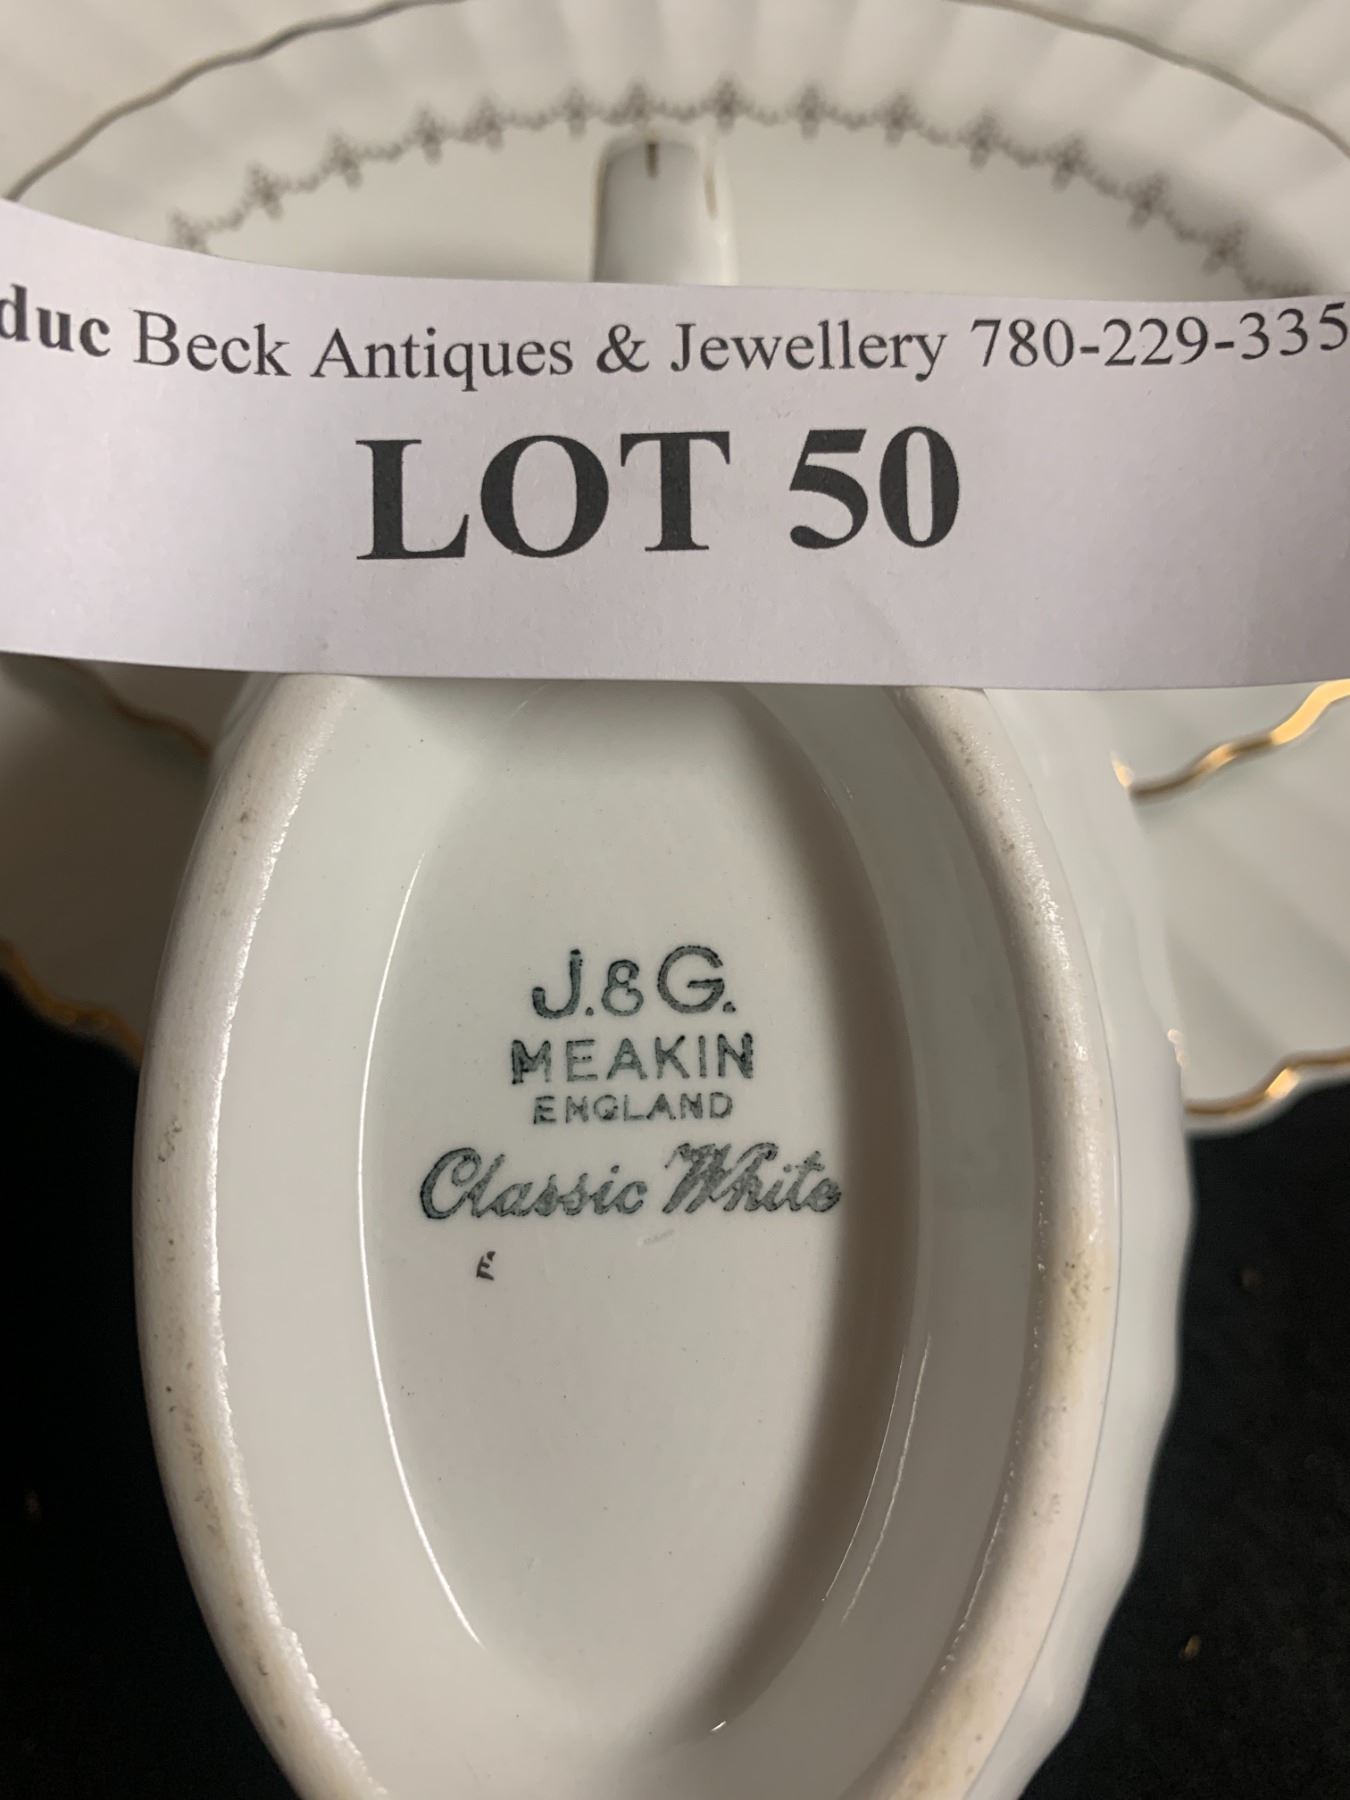 duc Beck Antiques & Jewellery 780-229-335
LOT 50
J.&G.
MEAKIN
ENGLAND
Classic White
E